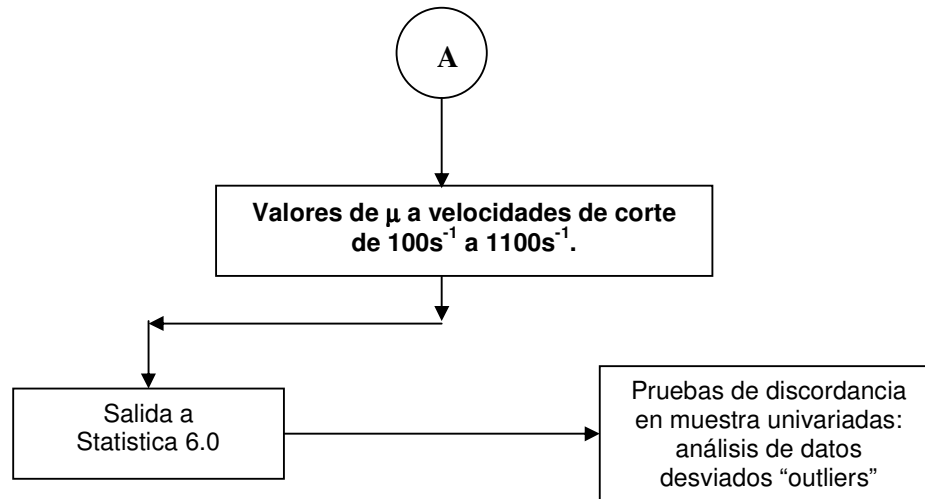 A
Valores de μ a velocidades de corte
de 100s⁻¹ a 1100s⁻¹.
Salida a
Statistica 6.0
Pruebas de discordancia
en muestra univariadas:
análisis de datos
desviados “outliers”